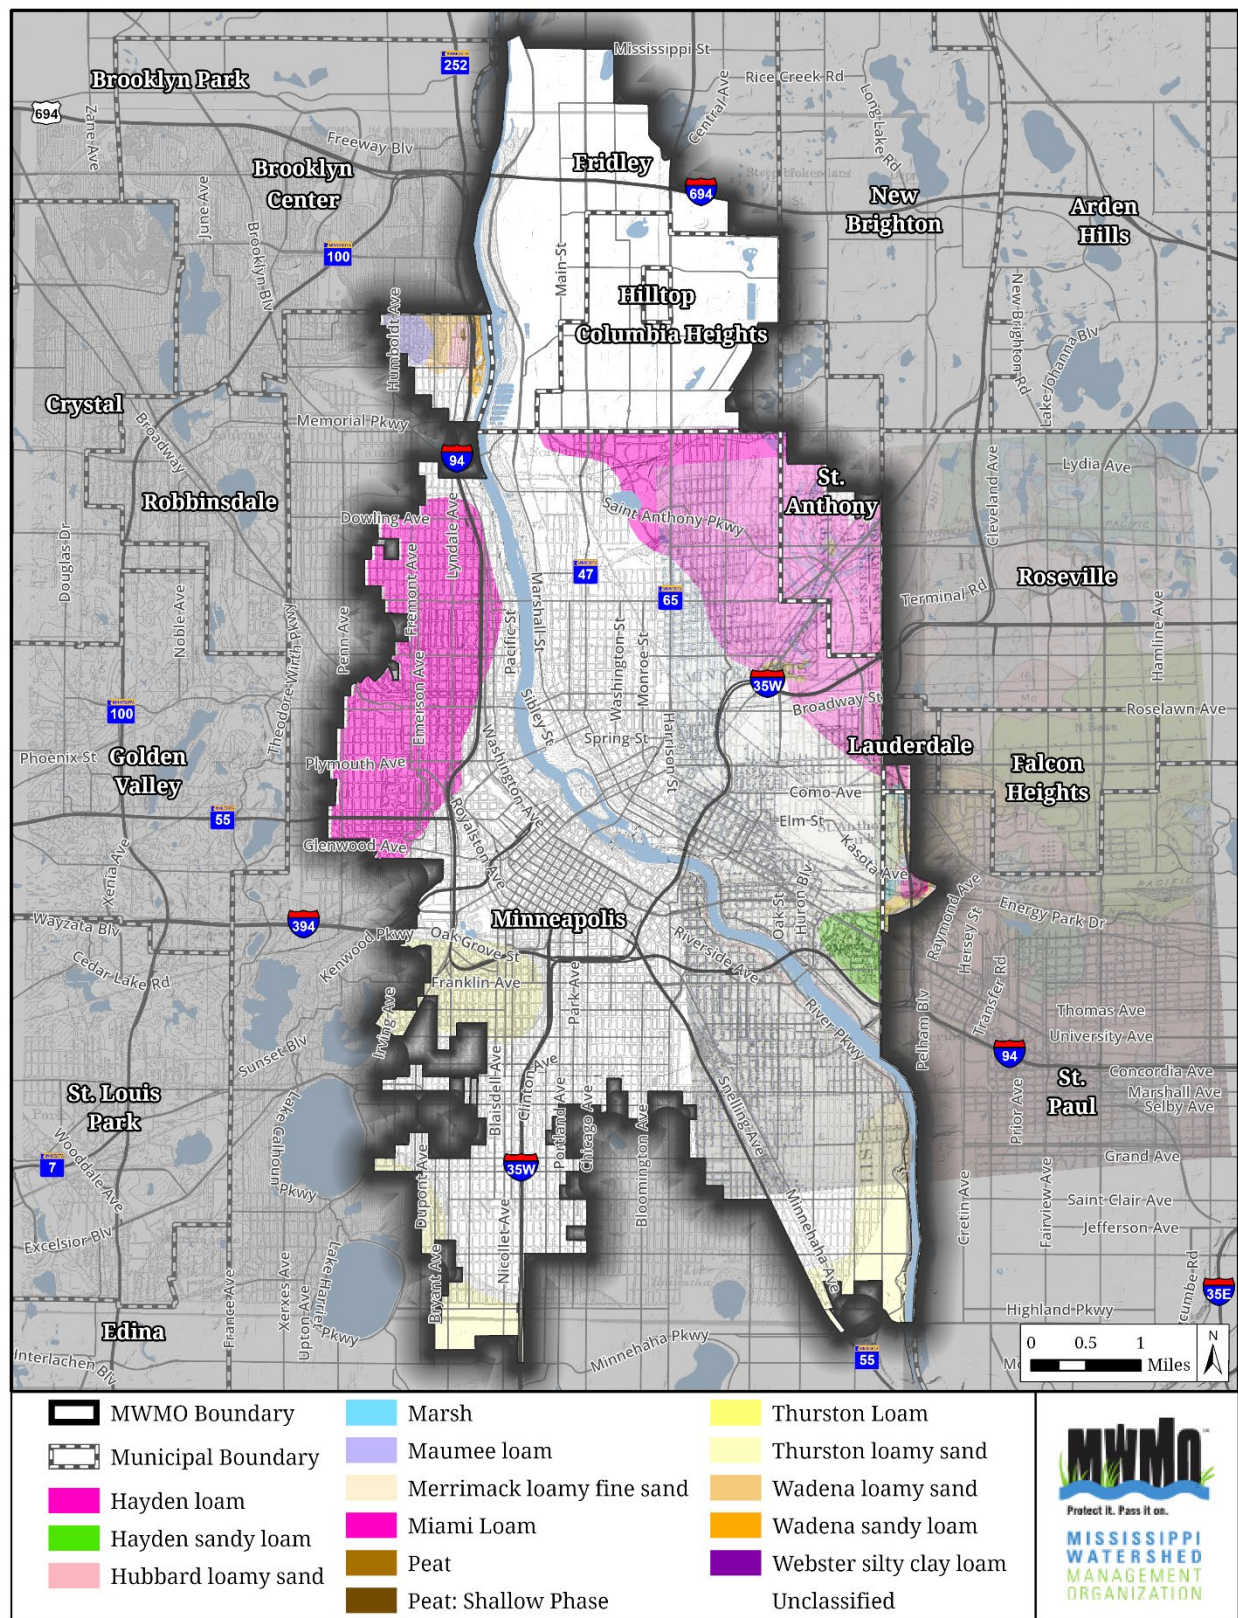 Mississippi St
252
Rice Creek Rd
Brooklyn Park
694
Zane Ave
Central Ave
Long Lake Rd
Freeway Blv
Brooklyn
Center
Fridley
694
New
Brighton
Arden
Hills
June Ave
Brooklyn Blv
100
Main St
Hilltop
Columbia Heights
New Brighton Rd
Lake Johanna Blv
Humboldt Ave
Crystal
Broadway
Memorial Pkwy
94
Lydia Ave
Cleveland Ave
St.
Anthony
Robbinsdale
Dowling Ave
Lyndale Ave
Saint Anthony Pkwy
Douglas Dr
Noble Ave
Fremont Ave
Marshall St
47
65
Roseville
Terminal Rd
Hamline Ave
Theodore Wirth Pkwy
Penn Ave
Pacific St
Washington St
Monroe St
35W
Broadway St
Roselawn Ave
100
Emerson Ave
Sibley St
Spring St
Harrison St
Lauderdale
Phoenix St
Golden
Valley
Plymouth Ave
Washington Ave
Falcon
Heights
Como Ave
Elm St
Kasota Ave
55
Royalston Ave
Glenwood Ave
Xenia Ave
Oak St
Huron Blv
Raymond Ave
Hersey St
Energy Park Dr
Transfer Rd
Wayzata Blv
394
Kenwood Pkwy
Minneapolis
Oak Grove St
Riverside Ave
Cedar Lake Rd
Franklin Ave
Park Ave
River Pkwy
Pelham Blv
Thomas Ave
University Ave
94
Irving Ave
Sunset Blv
St. Louis
Park
Blaisdell Ave
Clinton Ave
Portland Ave
Chicago Ave
Bloomington Ave
Snelling Ave
St.
Paul
Prior Ave
Concordia Ave
Marshall Ave
Selby Ave
Wooddale Ave
7
Lake Calhoun
Pkwy
35W
Grand Ave
Dupont Ave
Nicollet Ave
Minnehaha Ave
Cretin Ave
Fairview Ave
Saint Clair Ave
Jefferson Ave
Excelsior Blv
Xerxes Ave
Upton Ave
Lake Harriet
Pkwy
Bryant Ave
France Ave
35E
Highland Pkwy
Edina
Interlachen Blv
Minnehaha Pkwy
55
0 0.5 1
Miles
N
MWMO Boundary
Municipal Boundary
Hayden loam
Hayden sandy loam
Hubbard loamy sand
Marsh
Maumee loam
Merrimack loamy fine sand
Miami Loam
Peat
Peat: Shallow Phase
Thurston Loam
Thurston loamy sand
Wadena loamy sand
Wadena sandy loam
Webster silty clay loam
Unclassified
MWMO
Protect it. Pass it on.
MISSISSIPPI
WATERSHED
MANAGEMENT
ORGANIZATION